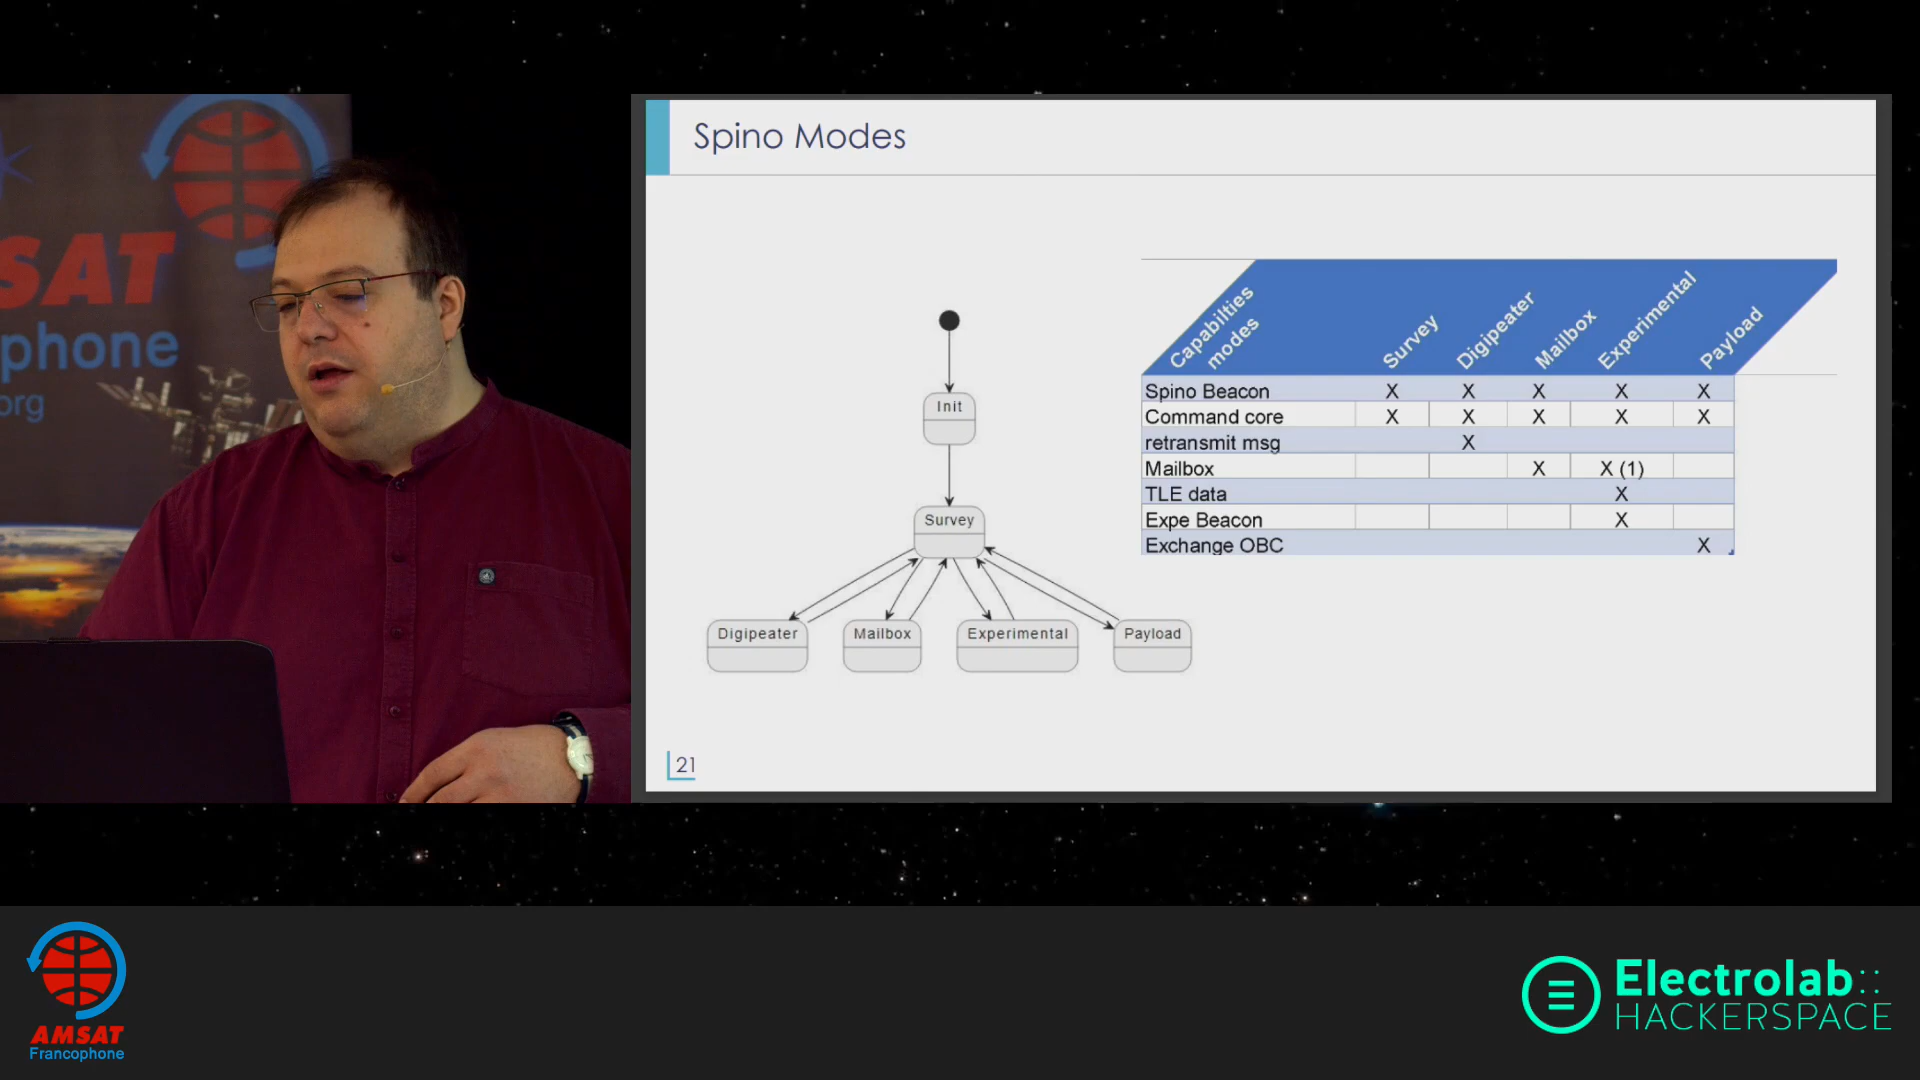 SAT
phone
org
Spino Modes
Init
Survey
Digipeater
Mailbox
Experimental
Payload
Capabilties modes Survey Digipeater Mailbox Experimental Payload
Spino Beacon X X X X X
Command core X X X X X
retransmit msg X
Mailbox X X (1)
TLE data X
Expe Beacon X
Exchange OBC X
21
AMSAT
Francophone
Electrolab::
HACKERSPACE